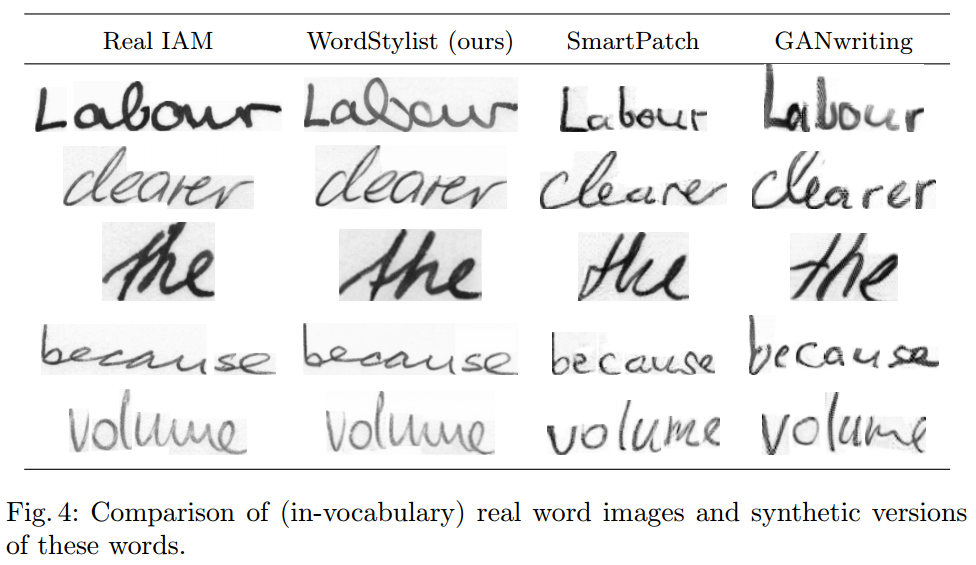 Real IAM WordStylist (ours) SmartPatch GANwriting
Labour Labour Labour Labour
clearer clearer clearer clearer
the the the the
because because because because
volume volume volume volume
Fig. 4: Comparison of (in-vocabulary) real word images and synthetic versions
of these words.